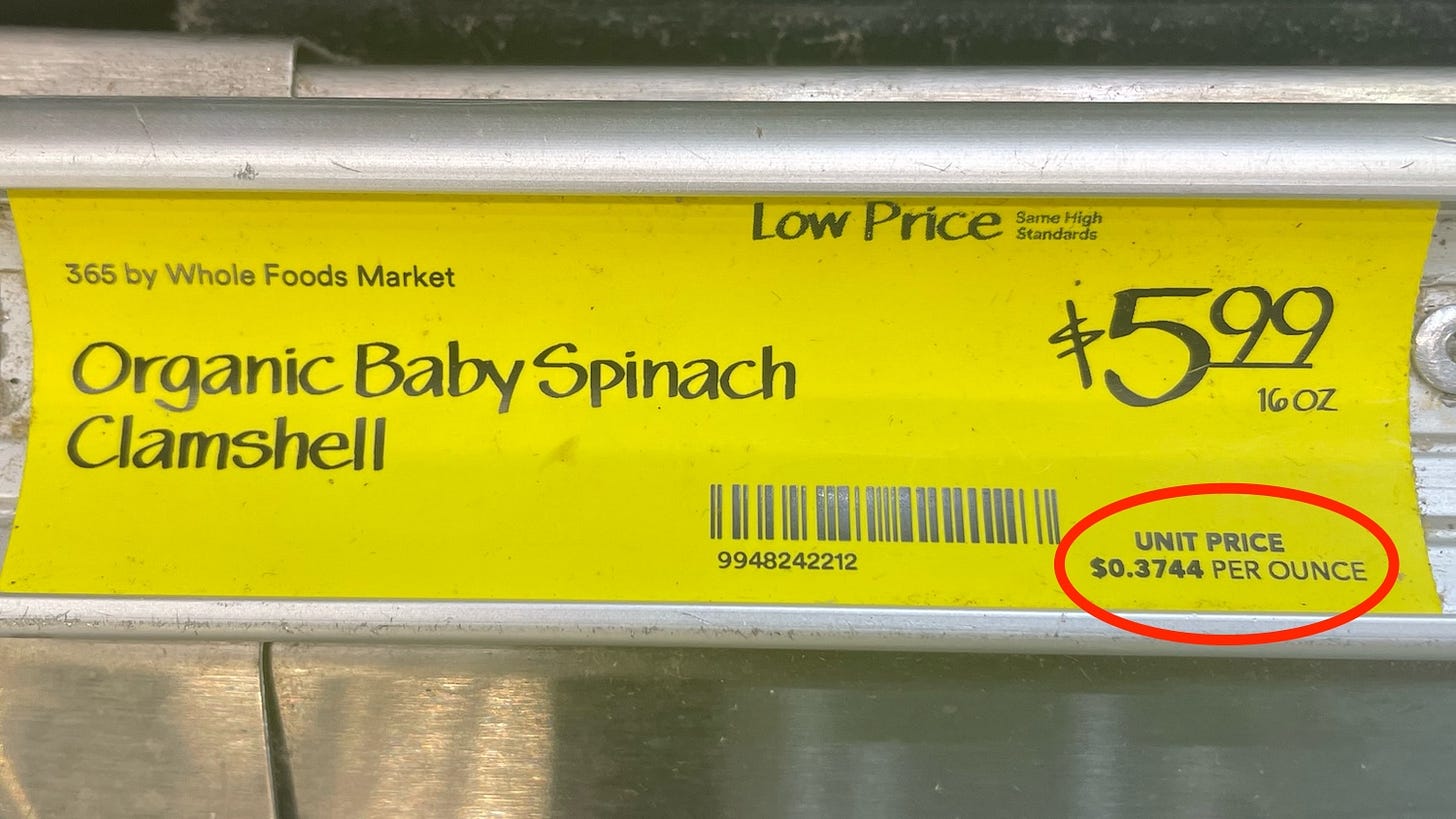 Low Price Same High
Standards
365 by Whole Foods Market
$5.99
16 OZ
Organic Baby Spinach
Clamshell
9948242212
UNIT PRICE
$0.3744 PER OUNCE